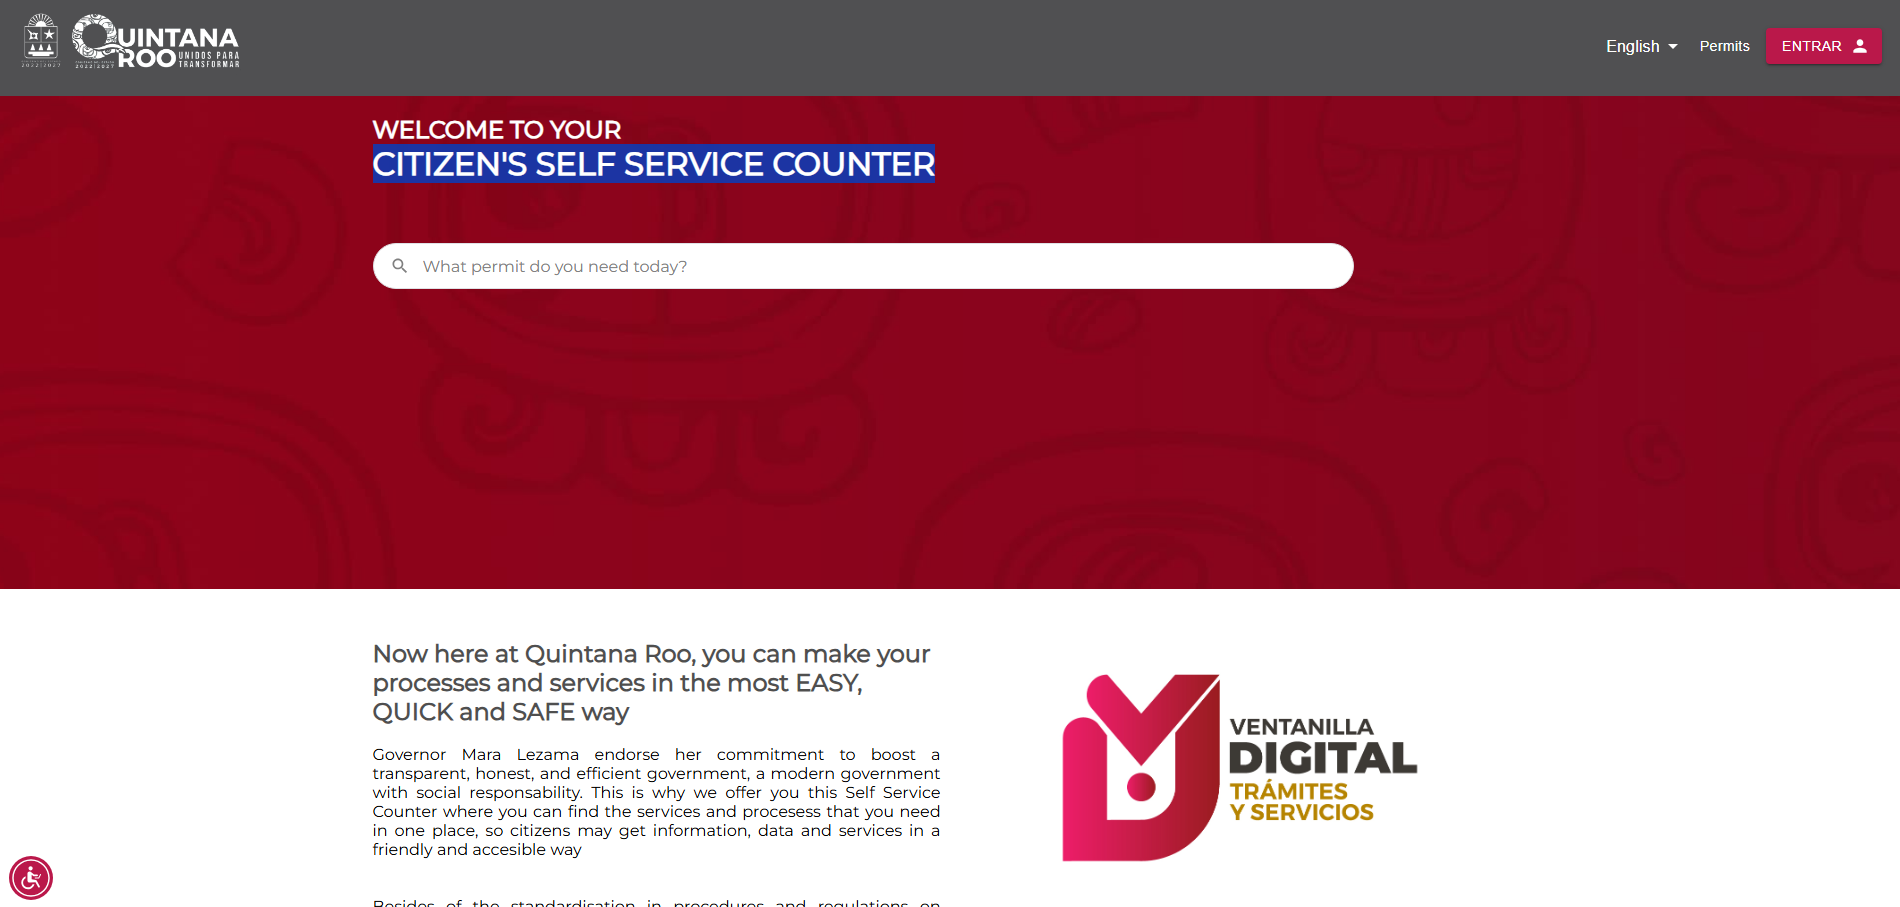 QUINTANA
ROO UNIDOS PARA
TRANSFORMAR
2022|2027
2022|2027
English
Permits
ENTRAR
WELCOME TO YOUR
CITIZEN'S SELF SERVICE COUNTER
What permit do you need today?
Now here at Quintana Roo, you can make your
processes and services in the most EASY,
QUICK and SAFE way
Governor Mara Lezama endorse her commitment to boost a
transparent, honest, and efficient government, a modern government
with social responsability. This is why we offer you this Self Service
Counter where you can find the services and procesess that you need
in one place, so citizens may get information, data and services in a
friendly and accesible way
Besides of the standardisation in procedures and regulations on
VENTANILLA
DIGITAL
TRÁMITES
Y SERVICIOS